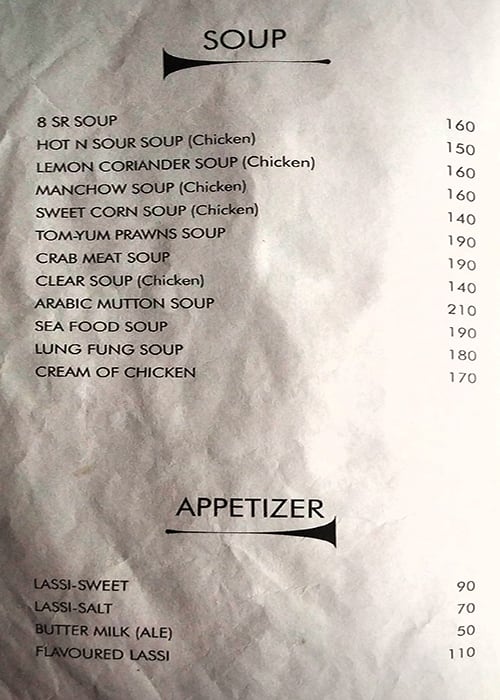 SOUP
8 SR SOUP 160
HOT N SOUR SOUP (Chicken) 150
LEMON CORIANDER SOUP (Chicken) 160
MANCHOW SOUP (Chicken) 160
SWEET CORN SOUP (Chicken) 140
TOM-YUM PRAWNS SOUP 190
CRAB MEAT SOUP 190
CLEAR SOUP (Chicken) 140
ARABIC MUTTON SOUP 210
SEA FOOD SOUP 190
LUNG FUNG SOUP 180
CREAM OF CHICKEN 170
APPETIZER
LASSI-SWEET 90
LASSI-SALT 70
BUTTER MILK (ALE) 50
FLAVOURED LASSI 110